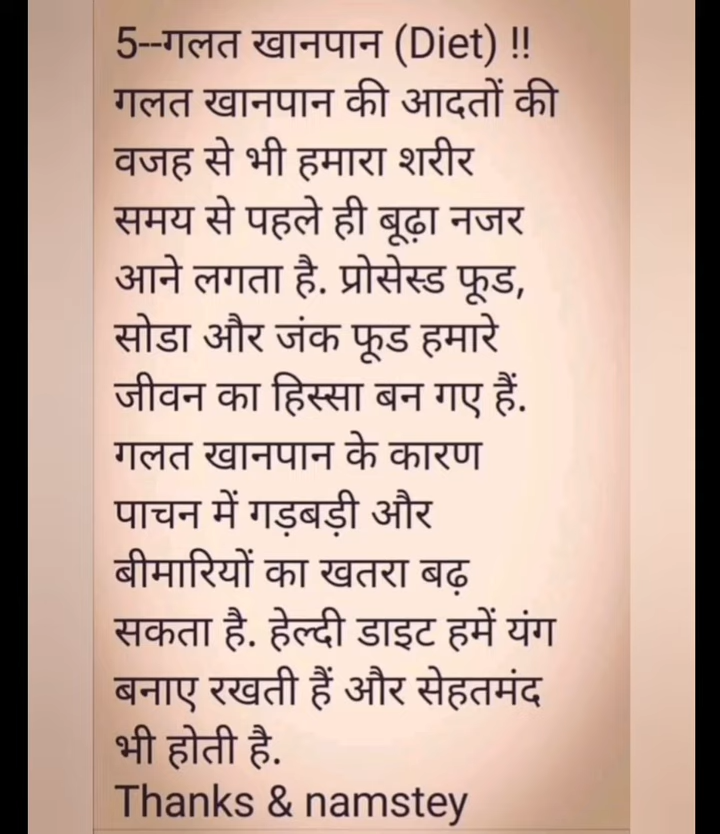 5--गलत खानपान (Diet) !!
गलत खानपान की आदतों की
वजह से भी हमारा शरीर
समय से पहले ही बूढ़ा नजर
आने लगता है. प्रोसेस्ड फूड,
सोडा और जंक फूड हमारे
जीवन का हिस्सा बन गए हैं.
गलत खानपान के कारण
पाचन में गड़बड़ी और
बीमारियों का खतरा बढ़
सकता है. हेल्दी डाइट हमें यंग
बनाए रखती हैं और सेहतमंद
भी होती है.
Thanks & namstey